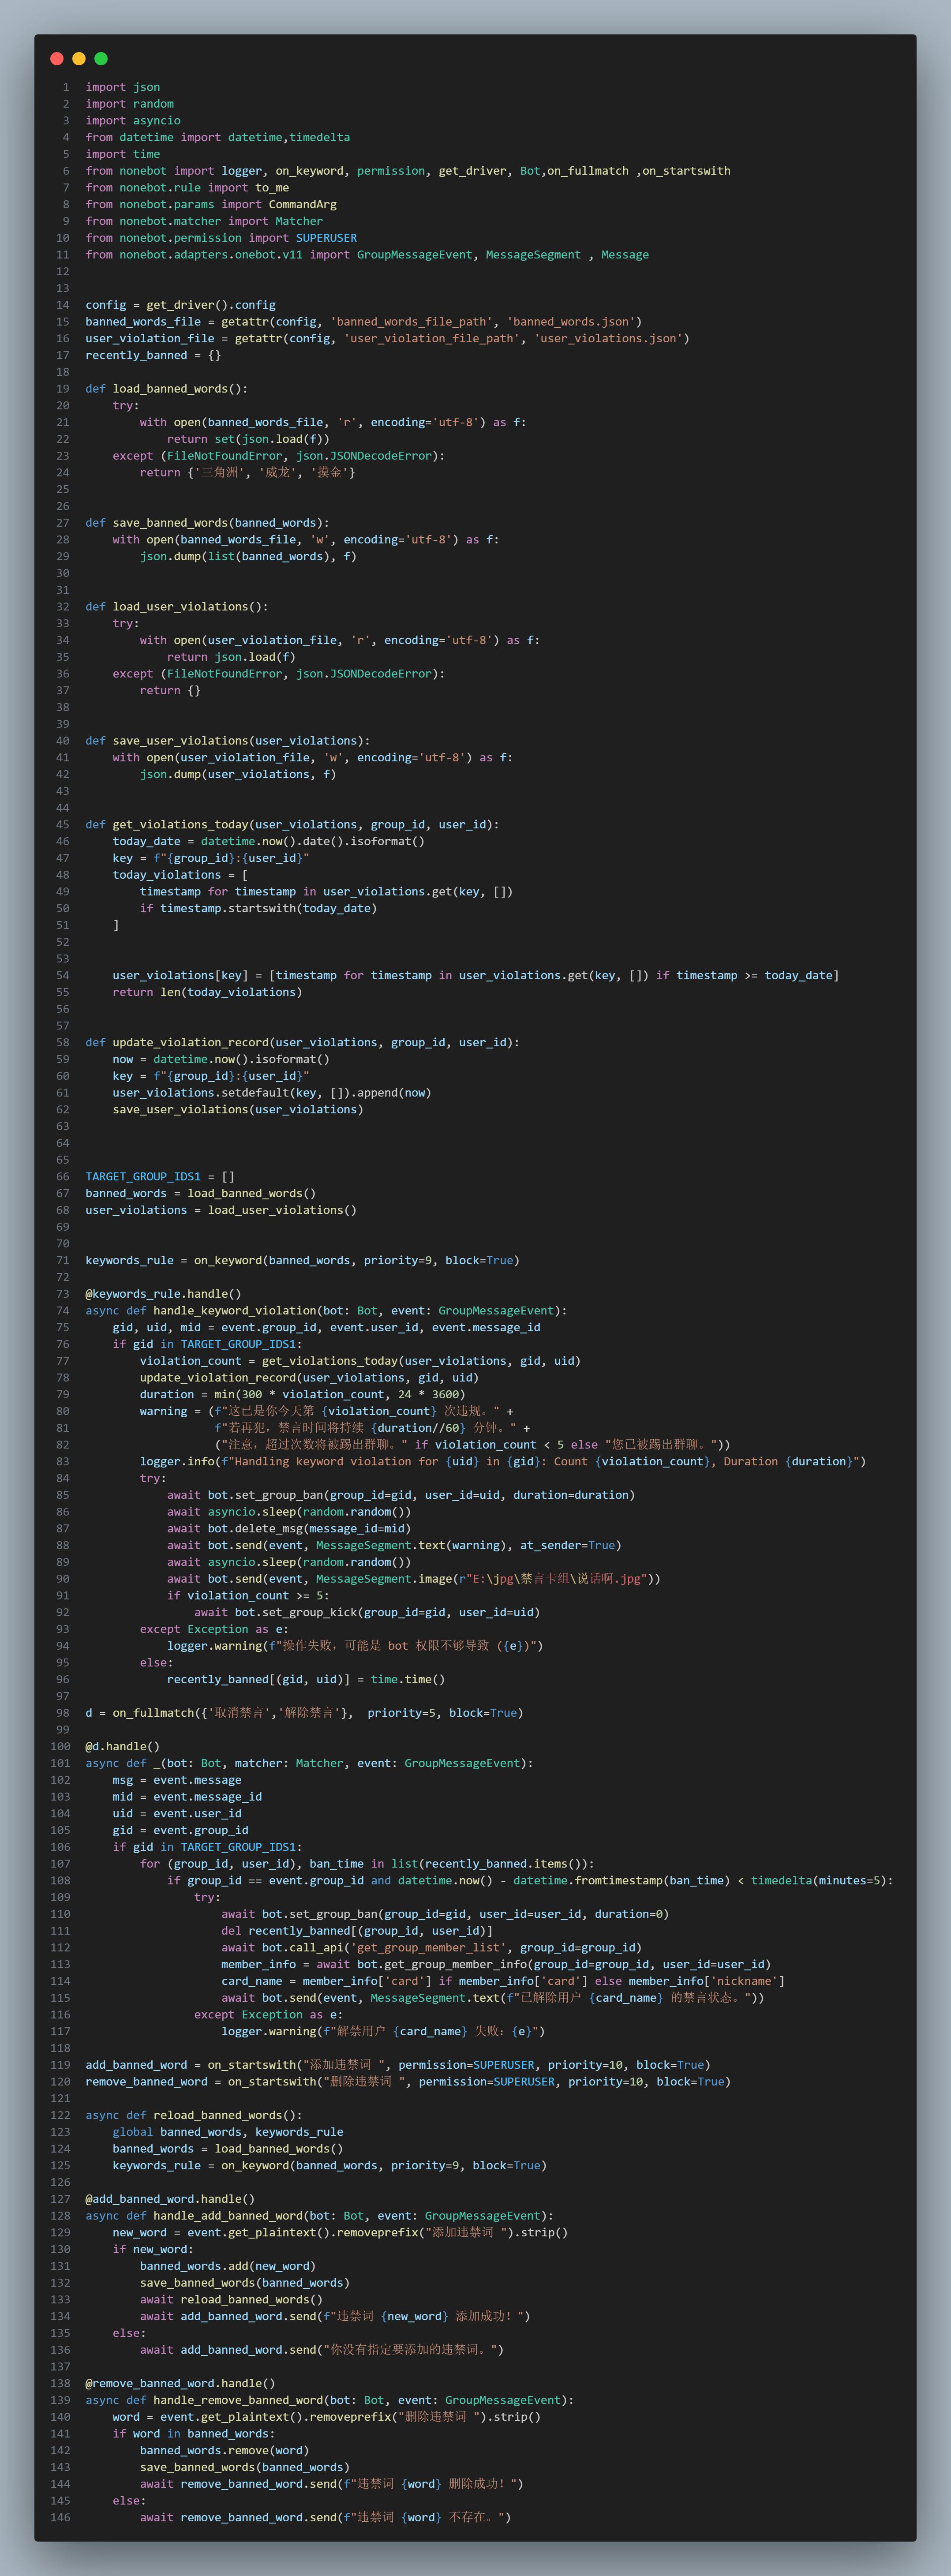 1 import json
2 import random
3 import asyncio
4 from datetime import datetime,timedelta
5 import time
6 from nonebot import logger, on_keyword, permission, get_driver, Bot,on_fullmatch ,on_startswith
7 from nonebot.rule import to_me
8 from nonebot.params import CommandArg
9 from nonebot.matcher import Matcher
10 from nonebot.permission import SUPERUSER
11 from nonebot.adapters.onebot.v11 import GroupMessageEvent, MessageSegment , Message
12
13
14 config = get_driver().config
15 banned_words_file = getattr(config, 'banned_words_file_path', 'banned_words.json')
16 user_violation_file = getattr(config, 'user_violation_file_path', 'user_violations.json')
17 recently_banned = {}
18
19 def load_banned_words():
20     try:
21         with open(banned_words_file, 'r', encoding='utf-8') as f:
22             return set(json.load(f))
23     except (FileNotFoundError, json.JSONDecodeError):
24         return {'三角洲', '威龙', '摸金'}
25
26
27 def save_banned_words(banned_words):
28     with open(banned_words_file, 'w', encoding='utf-8') as f:
29         json.dump(list(banned_words), f)
30
31
32 def load_user_violations():
33     try:
34         with open(user_violation_file, 'r', encoding='utf-8') as f:
35             return json.load(f)
36     except (FileNotFoundError, json.JSONDecodeError):
37         return {}
38
39
40 def save_user_violations(user_violations):
41     with open(user_violation_file, 'w', encoding='utf-8') as f:
42         json.dump(user_violations, f)
43
44
45 def get_violations_today(user_violations, group_id, user_id):
46     today_date = datetime.now().date().isoformat()
47     key = f"{group_id}:{user_id}"
48     today_violations = [
49         timestamp for timestamp in user_violations.get(key, [])
50         if timestamp.startswith(today_date)
51     ]
52
53
54     user_violations[key] = [timestamp for timestamp in user_violations.get(key, []) if timestamp >= today_date]
55     return len(today_violations)
56
57
58 def update_violation_record(user_violations, group_id, user_id):
59     now = datetime.now().isoformat()
60     key = f"{group_id}:{user_id}"
61     user_violations.setdefault(key, []).append(now)
62     save_user_violations(user_violations)
63
64
65
66 TARGET_GROUP_IDS1 = []
67 banned_words = load_banned_words()
68 user_violations = load_user_violations()
69
70
71 keywords_rule = on_keyword(banned_words, priority=9, block=True)
72
73 @keywords_rule.handle()
74 async def handle_keyword_violation(bot: Bot, event: GroupMessageEvent):
75     gid, uid, mid = event.group_id, event.user_id, event.message_id
76     if gid in TARGET_GROUP_IDS1:
77         violation_count = get_violations_today(user_violations, gid, uid)
78         update_violation_record(user_violations, gid, uid)
79         duration = min(300 * violation_count, 24 * 3600)
80         warning = (f"这已是你今天第 {violation_count} 次违规。" +
81                    f"若再犯，禁言时间将持续 {duration//60} 分钟。" +
82                    ("注意，超过次数将被踢出群聊。" if violation_count < 5 else "您已被踢出群聊。"))
83         logger.info(f"Handling keyword violation for {uid} in {gid}: Count {violation_count}, Duration {duration}")
84         try:
85             await bot.set_group_ban(group_id=gid, user_id=uid, duration=duration)
86             await asyncio.sleep(random.random())
87             await bot.delete_msg(message_id=mid)
88             await bot.send(event, MessageSegment.text(warning), at_sender=True)
89             await asyncio.sleep(random.random())
90             await bot.send(event, MessageSegment.image(r"E:\jpg\禁言卡组\说话啊.jpg"))
91             if violation_count >= 5:
92                 await bot.set_group_kick(group_id=gid, user_id=uid)
93         except Exception as e:
94             logger.warning(f"操作失败，可能是 bot 权限不够导致 ({e})")
95         else:
96             recently_banned[(gid, uid)] = time.time()
97
98 d = on_fullmatch({'取消禁言','解除禁言'},  priority=5, block=True)
99
100 @d.handle()
101 async def _(bot: Bot, matcher: Matcher, event: GroupMessageEvent):
102     msg = event.message
103     mid = event.message_id
104     uid = event.user_id
105     gid = event.group_id
106     if gid in TARGET_GROUP_IDS1:
107         for (group_id, user_id), ban_time in list(recently_banned.items()):
108             if group_id == event.group_id and datetime.now() - datetime.fromtimestamp(ban_time) < timedelta(minutes=5):
109                 try:
110                     await bot.set_group_ban(group_id=gid, user_id=user_id, duration=0)
111                     del recently_banned[(group_id, user_id)]
112                     await bot.call_api('get_group_member_list', group_id=group_id)
113                     member_info = await bot.get_group_member_info(group_id=group_id, user_id=user_id)
114                     card_name = member_info['card'] if member_info['card'] else member_info['nickname']
115                     await bot.send(event, MessageSegment.text(f"已解除用户 {card_name} 的禁言状态。"))
116                 except Exception as e:
117                     logger.warning(f"解禁用户 {card_name} 失败：{e}")
118
119 add_banned_word = on_startswith("添加违禁词 ", permission=SUPERUSER, priority=10, block=True)
120 remove_banned_word = on_startswith("删除违禁词 ", permission=SUPERUSER, priority=10, block=True)
121
122 async def reload_banned_words():
123     global banned_words, keywords_rule
124     banned_words = load_banned_words()
125     keywords_rule = on_keyword(banned_words, priority=9, block=True)
126
127 @add_banned_word.handle()
128 async def handle_add_banned_word(bot: Bot, event: GroupMessageEvent):
129     new_word = event.get_plaintext().removeprefix("添加违禁词 ").strip()
130     if new_word:
131         banned_words.add(new_word)
132         save_banned_words(banned_words)
133         await reload_banned_words()
134         await add_banned_word.send(f"违禁词 {new_word} 添加成功！")
135     else:
136         await add_banned_word.send("你没有指定要添加的违禁词。")
137
138 @remove_banned_word.handle()
139 async def handle_remove_banned_word(bot: Bot, event: GroupMessageEvent):
140     word = event.get_plaintext().removeprefix("删除违禁词 ").strip()
141     if word in banned_words:
142         banned_words.remove(word)
143         save_banned_words(banned_words)
144         await remove_banned_word.send(f"违禁词 {word} 删除成功！")
145     else:
146         await remove_banned_word.send(f"违禁词 {word} 不存在。")